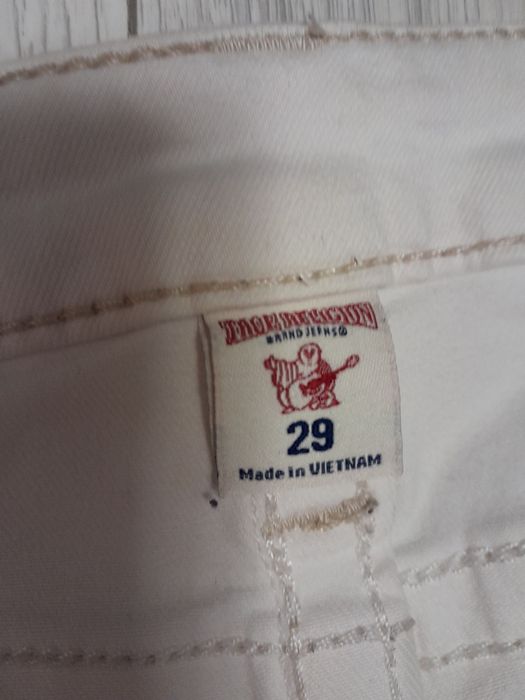 TRUE RELIGION
BRAND JEANS®
29
Made in VIETNAM